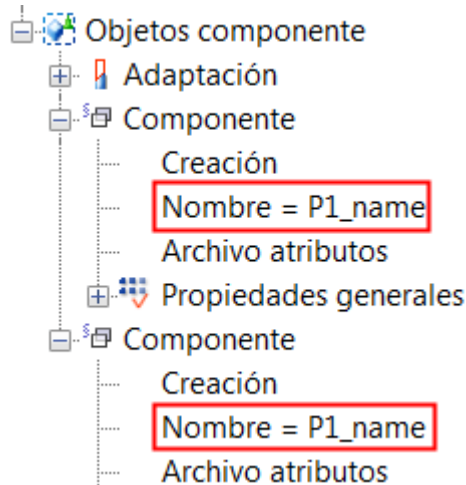 Objetos componente
Adaptación
Componente
Creación
Nombre = P1_name
Archivo atributos
Propiedades generales
Componente
Creación
Nombre = P1_name
Archivo atributos